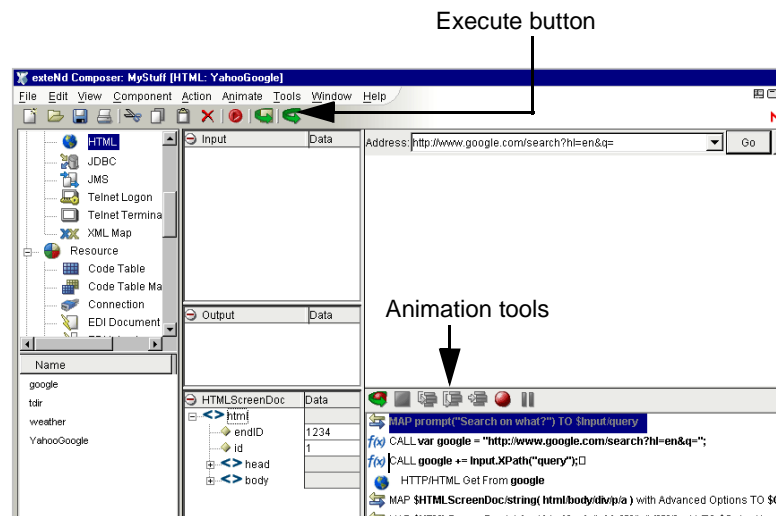 Execute button
exteNd Composer: MyStuff [HTML: YahooGoogle]
File Edit View Component Action Animate Tools Window Help
HTML
JDBC
JMS
Telnet Logon
Telnet Termina
XML Map
Resource
Code Table
Code Table Ma
Connection
EDI Document
Name
google
tdir
weather
YahooGoogle
Input Data
Output Data
HTMLScreenDoc Data
html
endID 1234
id 1
head
body
Address: http://www.google.com/search?hl=en&q= Go
Animation tools
MAP prompt("Search on what?") TO $Input/query
f(x) CALL var google = "http://www.google.com/search?hl=en&q=";
f(x) CALL google += Input.XPath("query");
HTTP/HTML Get From google
MAP $HTMLScreenDoc/string( html/body/div/p/a ) with Advanced Options TO